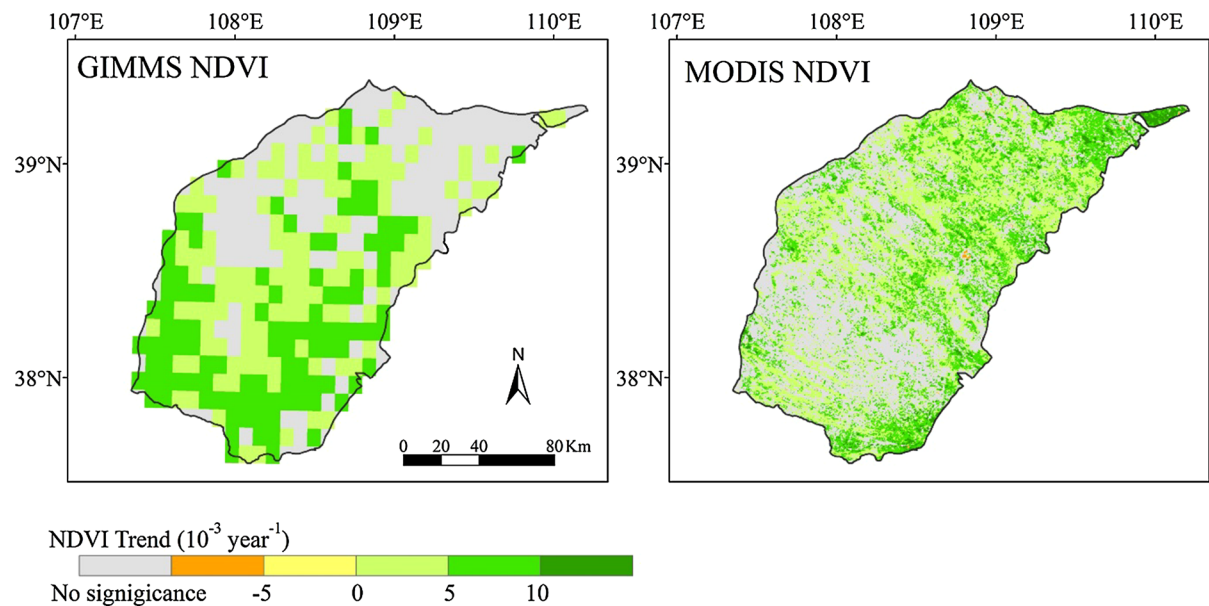 107°E 108°E 109°E 110°E 107°E 108°E 109°E 110°E
GIMMS NDVI MODIS NDVI
39°N 39°N
38°N 38°N
N
0 20 40 80 Km
NDVI Trend (10⁻³ year⁻¹)
No signigicance -5 0 5 10